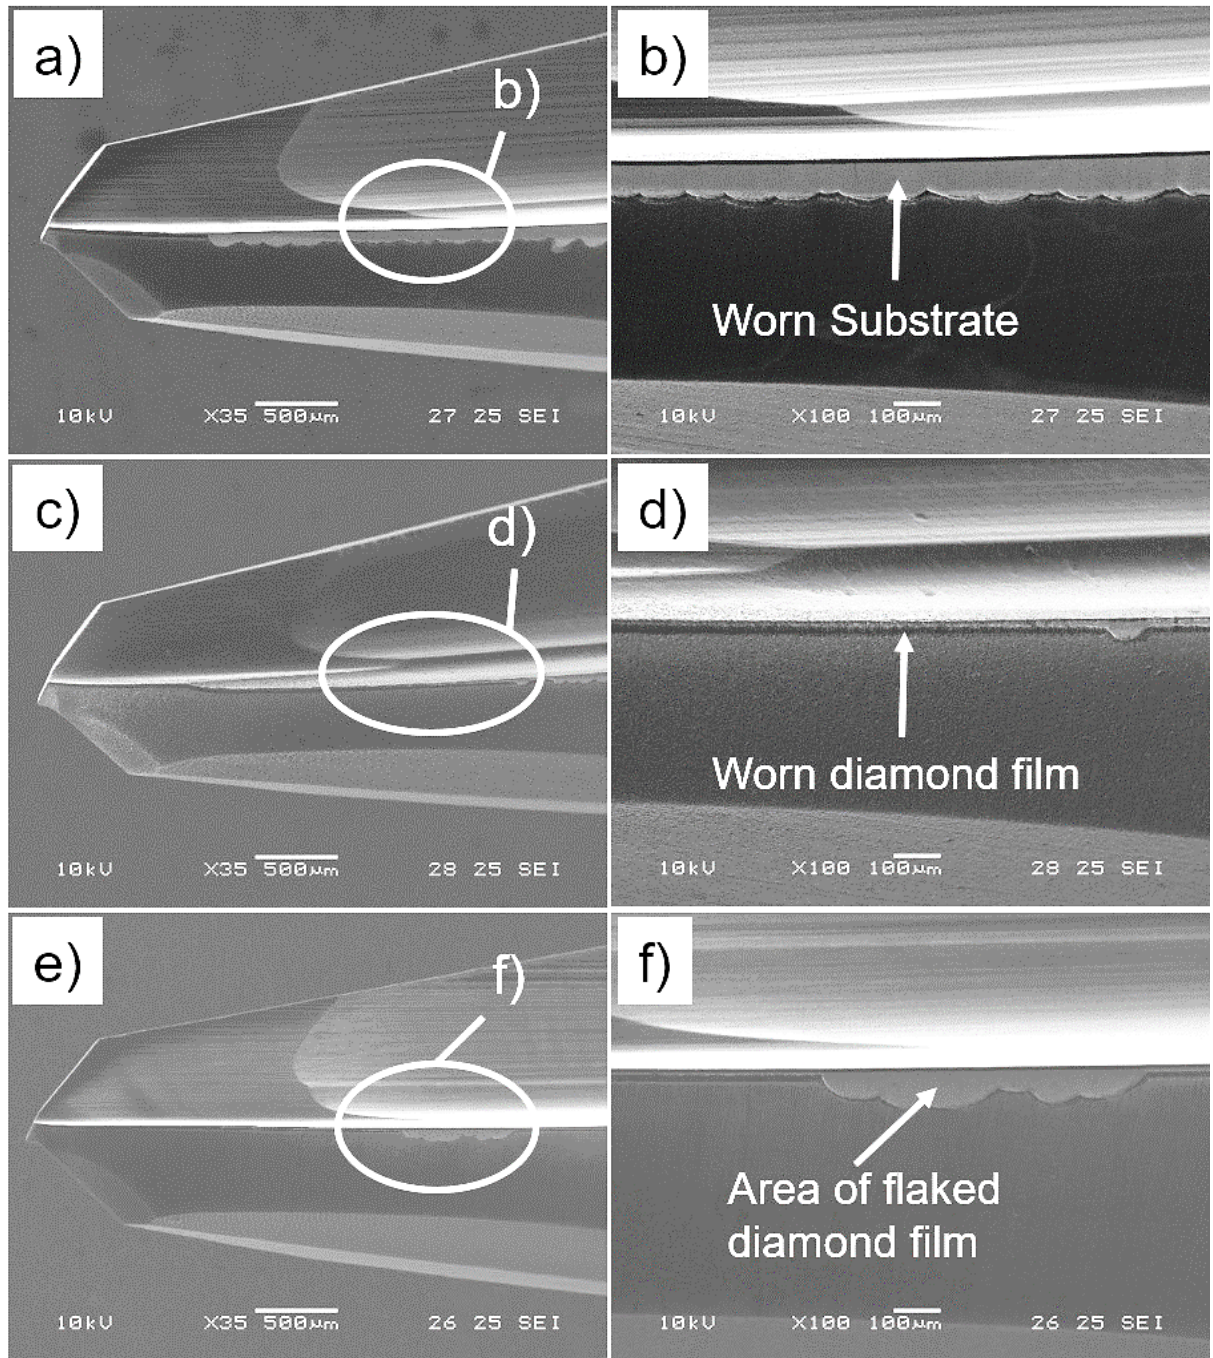 a)
b)
10kV X35 500µm 27 25 SEI
b)
Worn Substrate
10kV X100 100µm 27 25 SEI
c)
d)
10kV X35 500µm 28 25 SEI
d)
Worn diamond film
10kV X100 100µm 28 25 SEI
e)
f)
10kV X35 500µm 26 25 SEI
f)
Area of flaked
diamond film
10kV X100 100µm 26 25 SEI